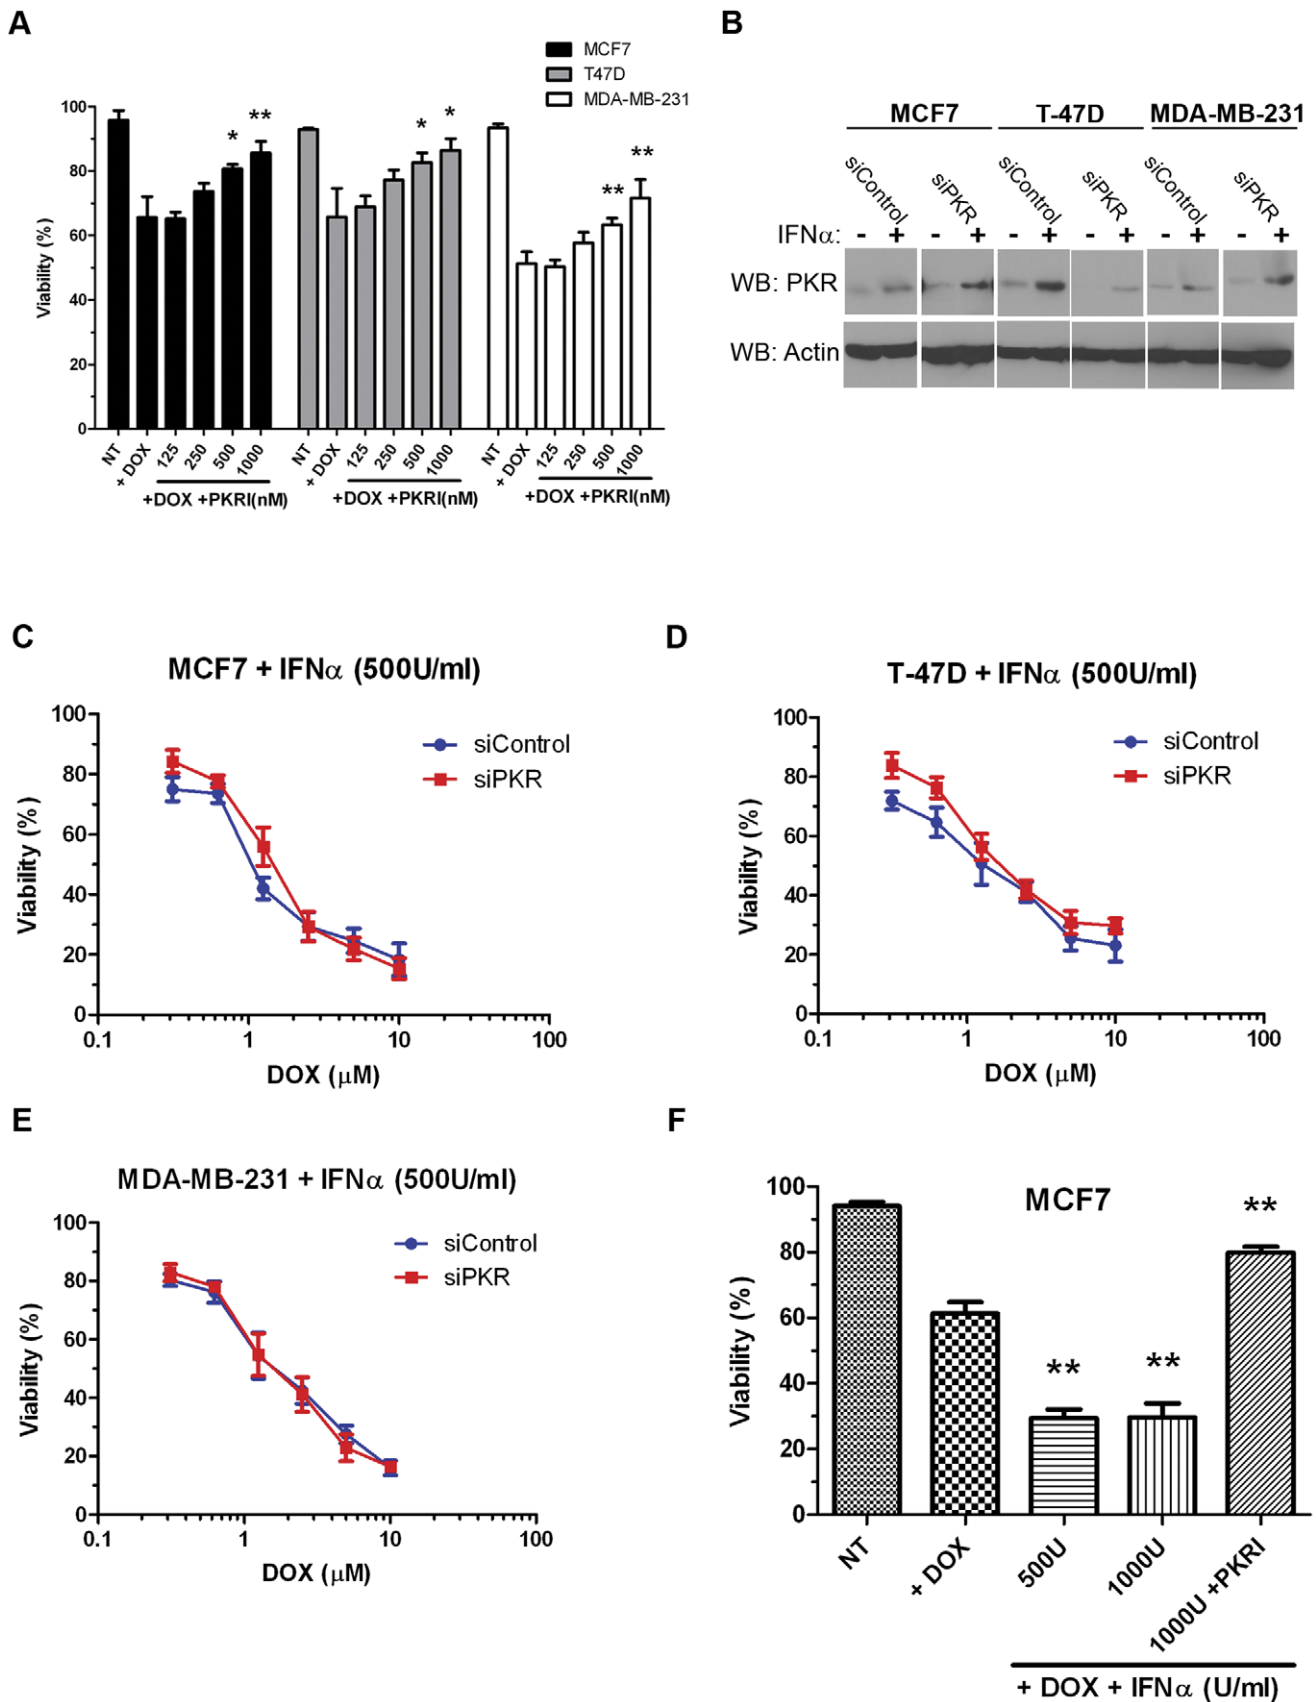 A
MCF7
T47D
MDA-MB-231
Viability (%)
100
80
60
40
20
0
NT
+ DOX
125
250
500
1000
NT
+ DOX
125
250
500
1000
NT
+ DOX
125
250
500
1000
* ** * * ** **
+DOX +PKRI(nM)
+DOX +PKRI(nM)
+DOX +PKRI(nM)
B
MCF7 T-47D MDA-MB-231
siControl siPKR siControl siPKR siControl siPKR
IFNα: - + - + - + - + - + - +
WB: PKR
WB: Actin
C
MCF7 + IFNα (500U/ml)
siControl
siPKR
Viability (%)
100
80
60
40
20
0
0.1 1 10 100
DOX (μM)
D
T-47D + IFNα (500U/ml)
siControl
siPKR
Viability (%)
100
80
60
40
20
0
0.1 1 10 100
DOX (μM)
E
MDA-MB-231 + IFNα (500U/ml)
siControl
siPKR
Viability (%)
100
80
60
40
20
0
0.1 1 10 100
DOX (μM)
F
MCF7
Viability (%)
100
80
60
40
20
0
** ** **
NT
+ DOX
500U
1000U
1000U +PKRI
+ DOX + IFNα (U/ml)